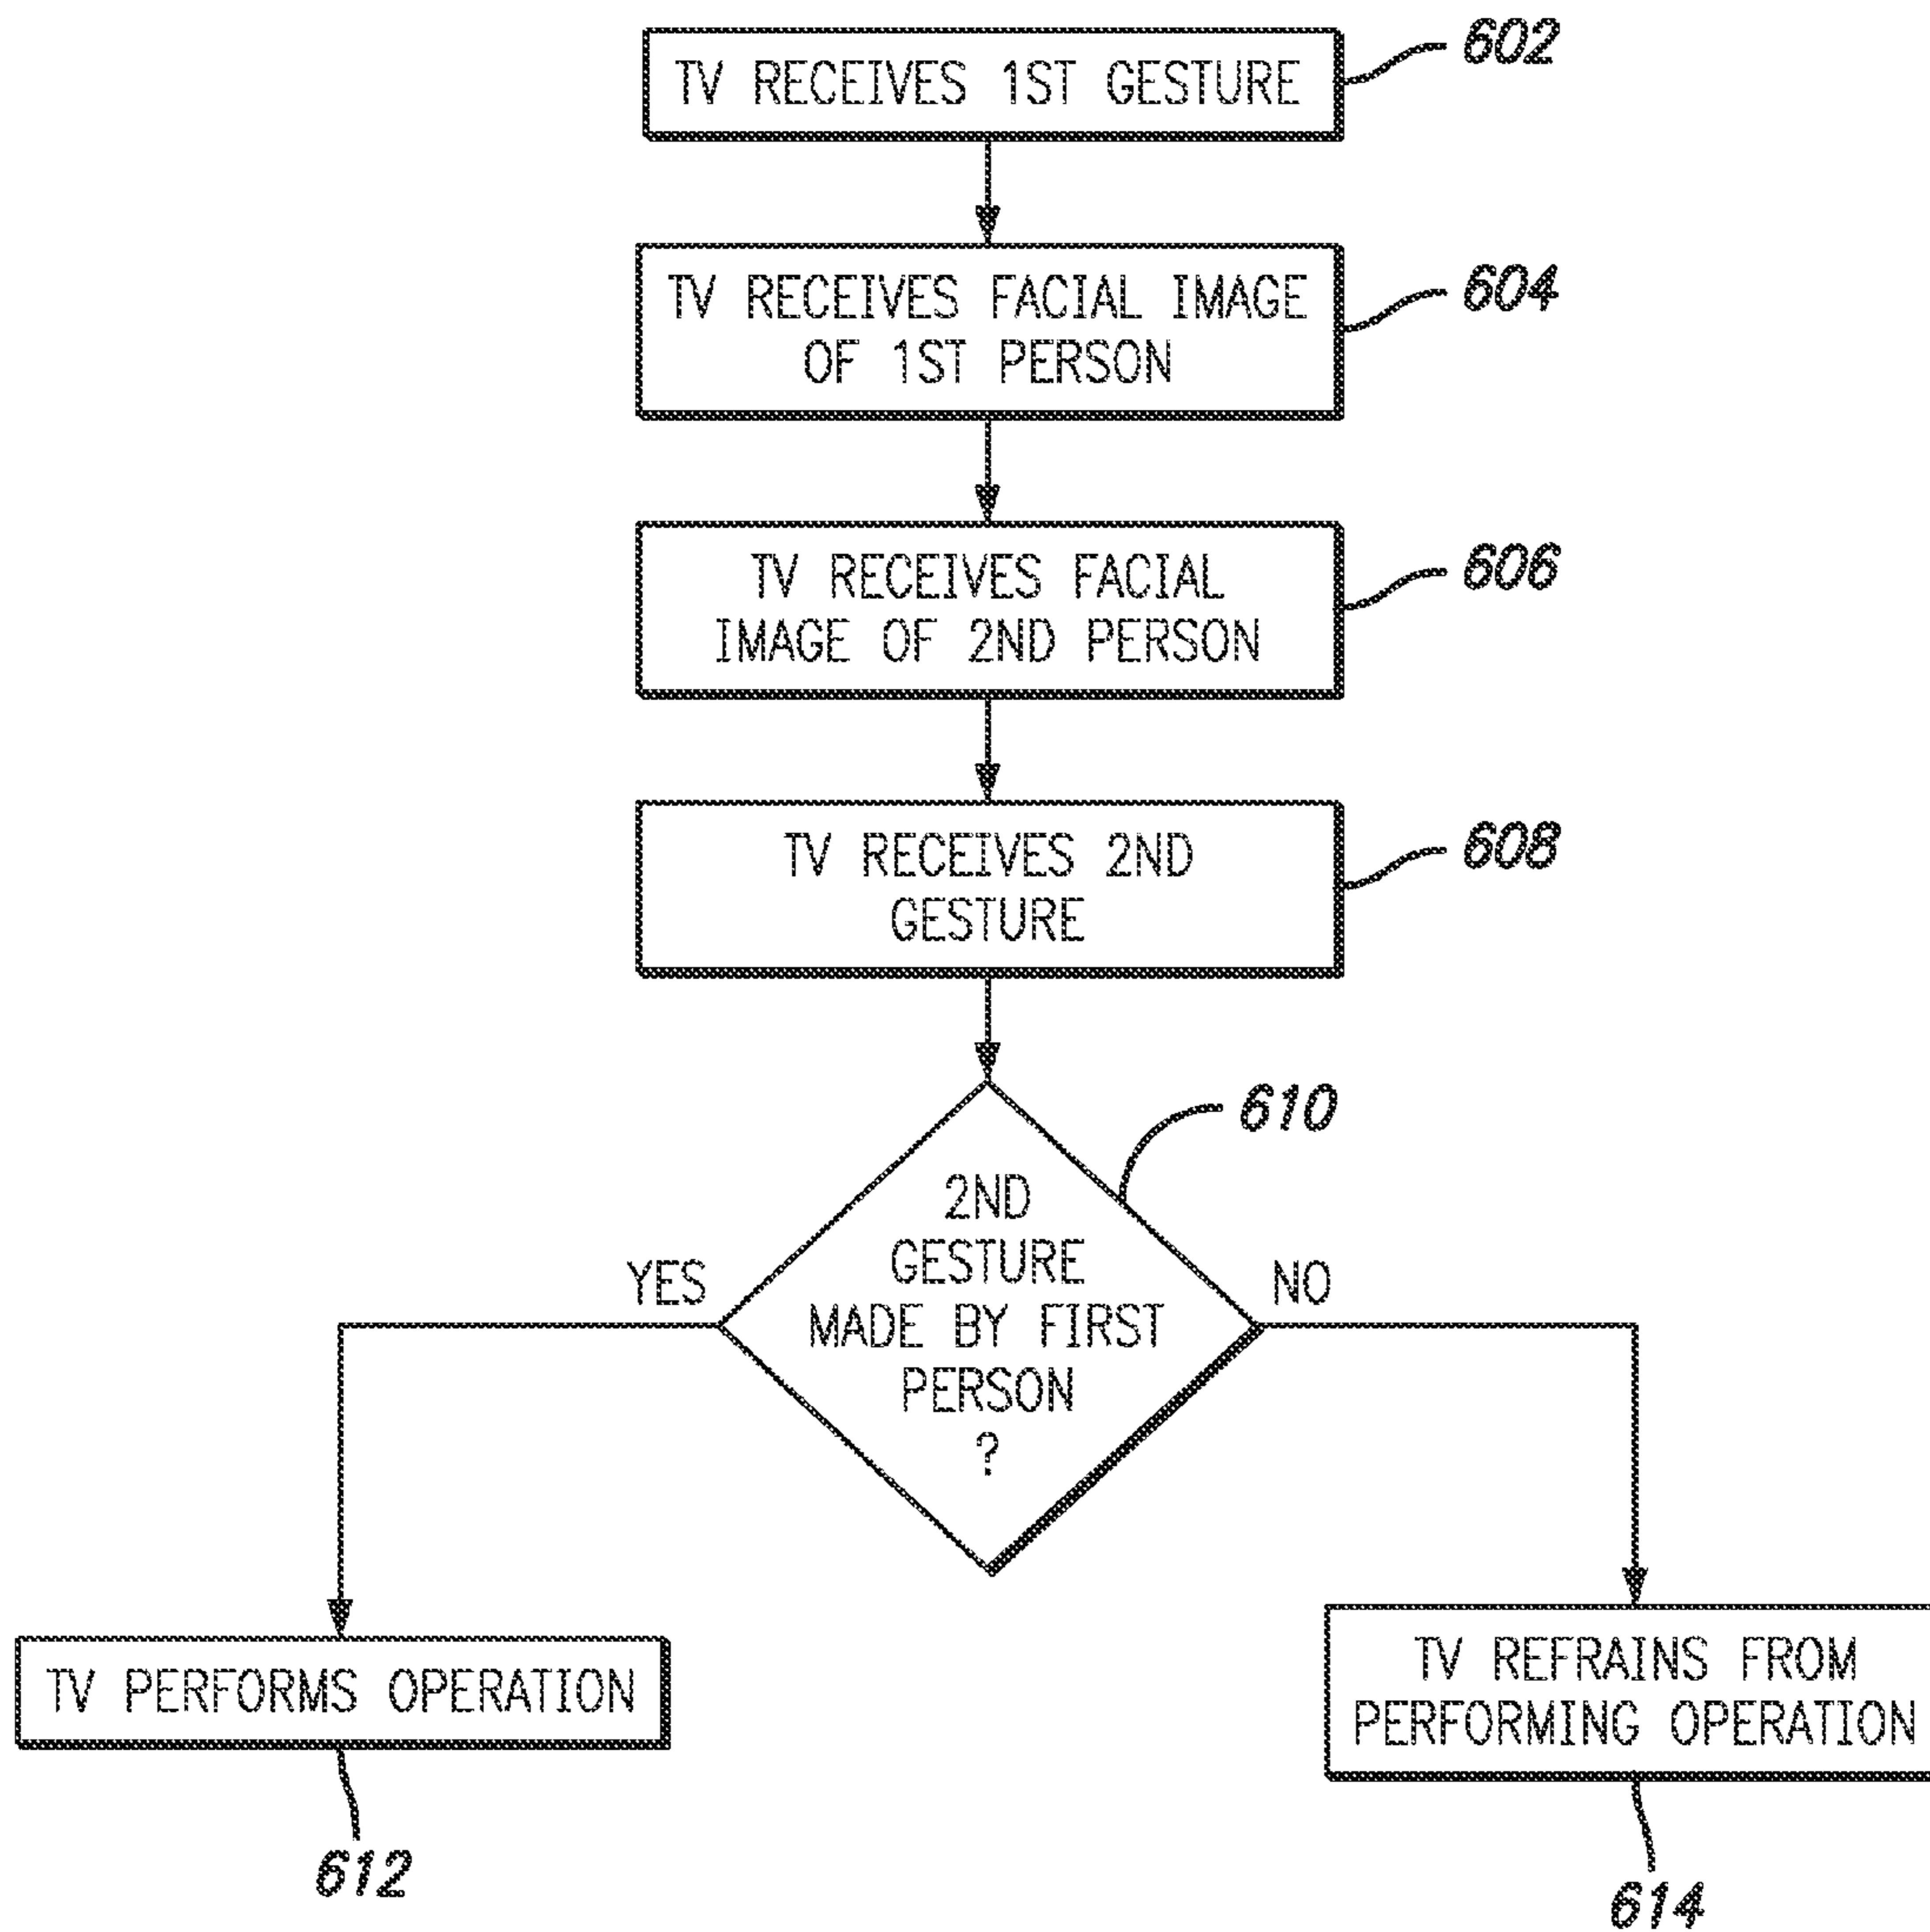 TV RECEIVES 1ST GESTURE
602
TV RECEIVES FACIAL IMAGE
OF 1ST PERSON
604
TV RECEIVES FACIAL
IMAGE OF 2ND PERSON
606
TV RECEIVES 2ND
GESTURE
608
610
2ND
GESTURE
MADE BY FIRST
PERSON
?
YES
NO
TV PERFORMS OPERATION
612
TV REFRAINS FROM
PERFORMING OPERATION
614